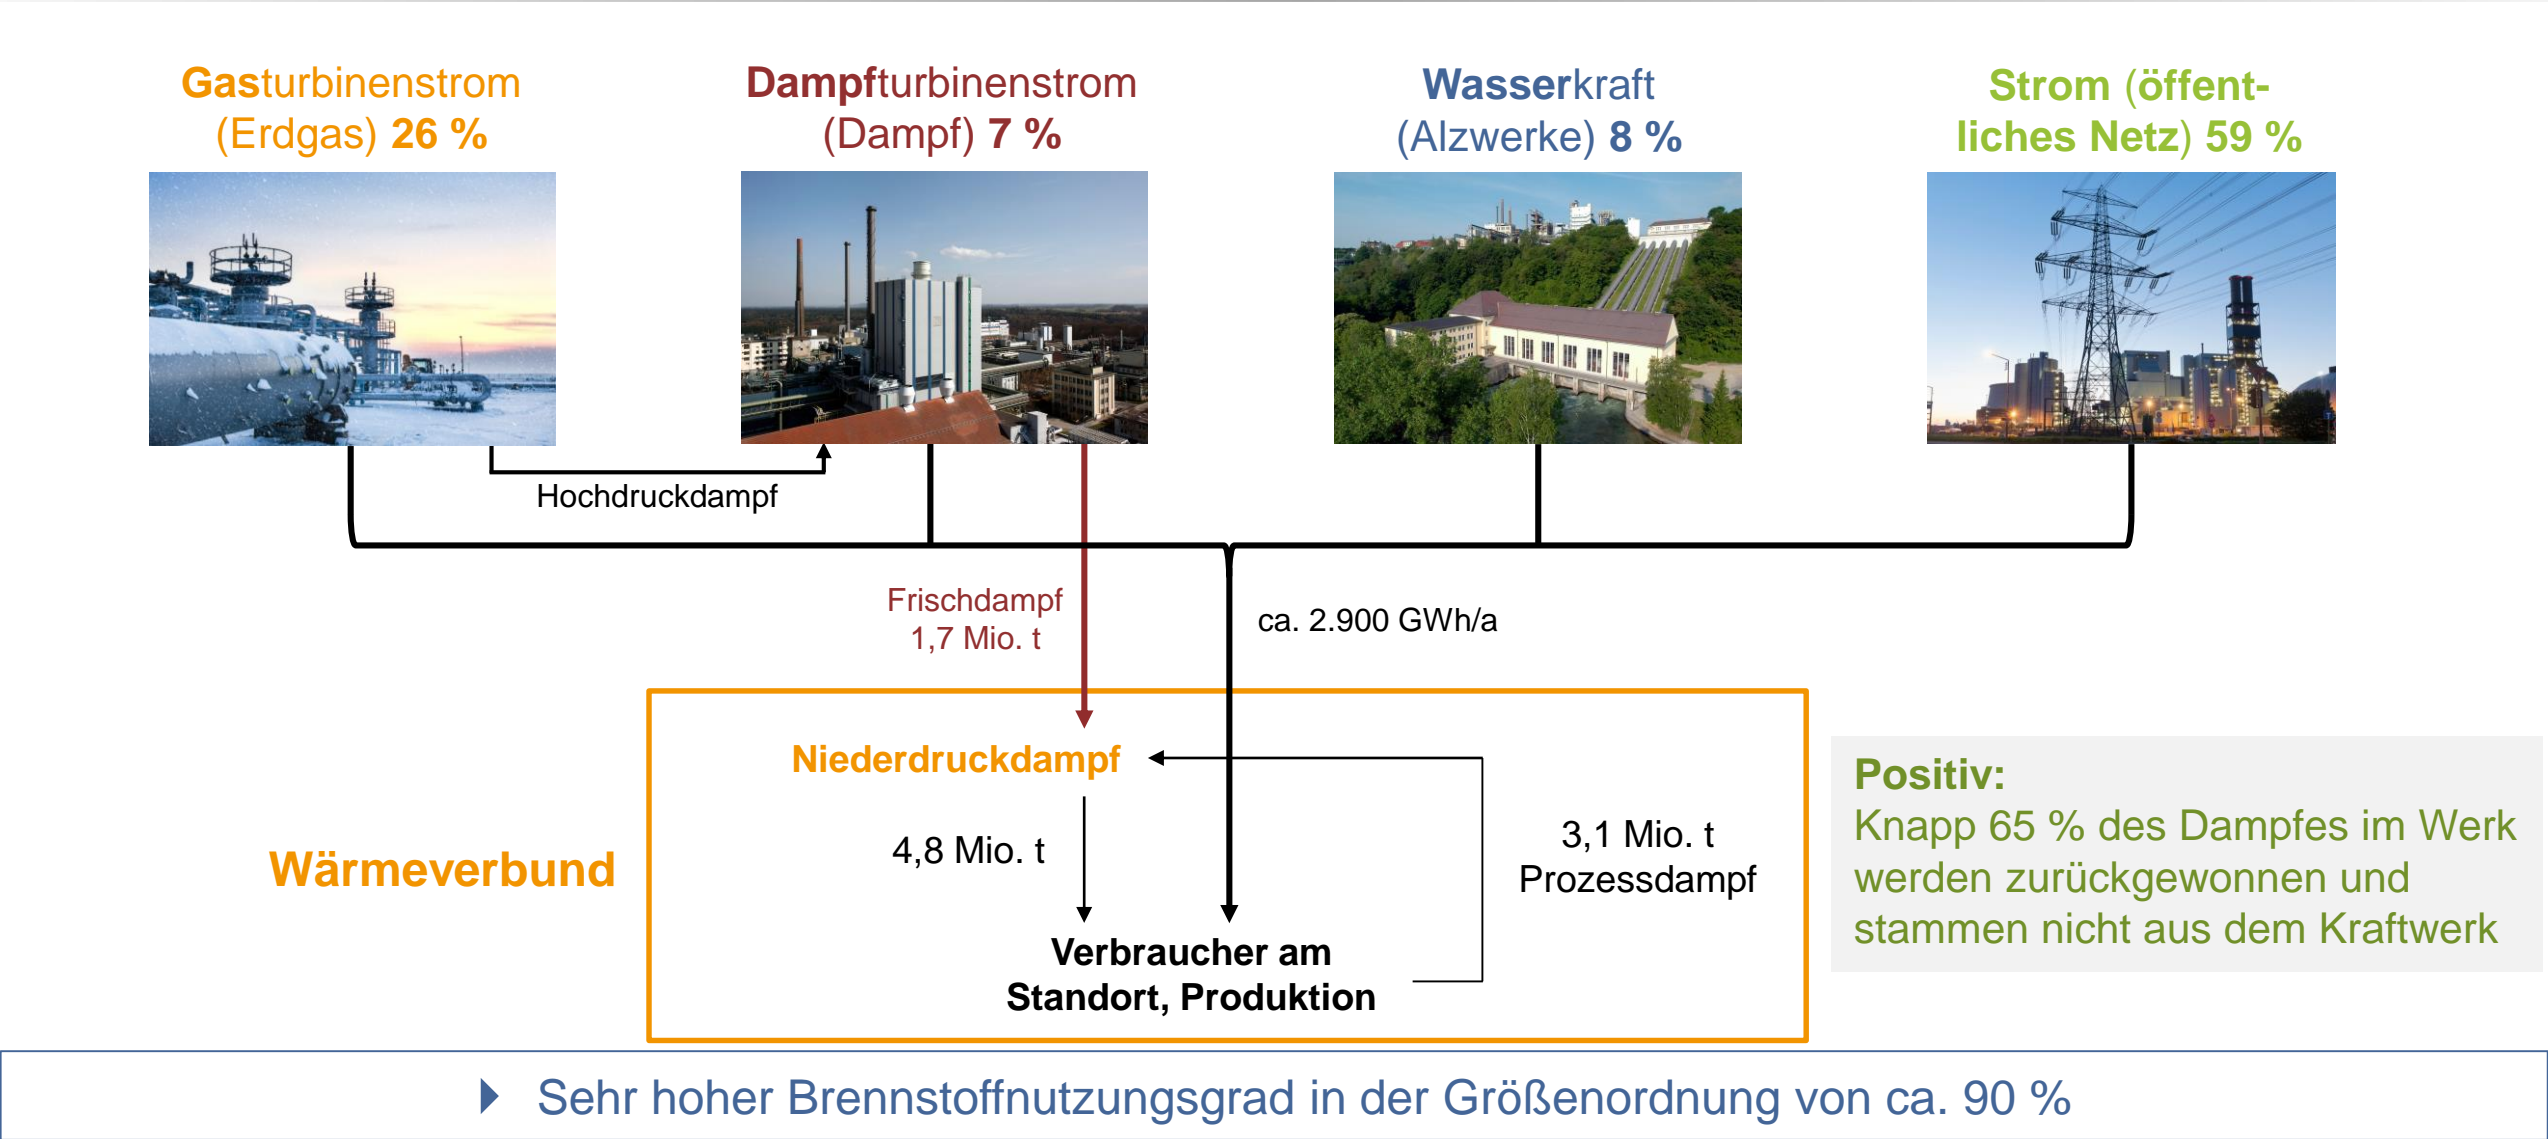 Gasturbinenstrom
(Erdgas) 26 %
Dampfturbinenstrom
(Dampf) 7 %
Wasserkraft
(Alzwerke) 8 %
Strom (öffent-
liches Netz) 59 %
Hochdruckdampf
Frischdampf
1,7 Mio. t
ca. 2.900 GWh/a
Wärmeverbund
Niederdruckdampf
4,8 Mio. t
3,1 Mio. t
Prozessdampf
Verbraucher am
Standort, Produktion
Positiv:
Knapp 65 % des Dampfes im Werk
werden zurückgewonnen und
stammen nicht aus dem Kraftwerk
Sehr hoher Brennstoffnutzungsgrad in der Größenordnung von ca. 90 %